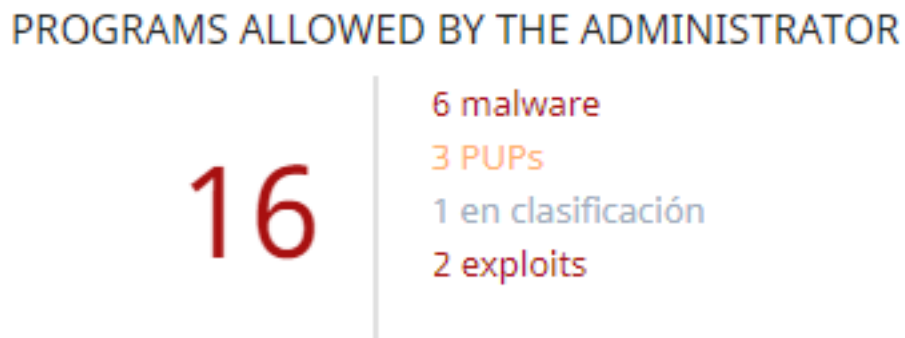 PROGRAMS ALLOWED BY THE ADMINISTRATOR
16
6 malware
3 PUPs
1 en clasificación
2 exploits